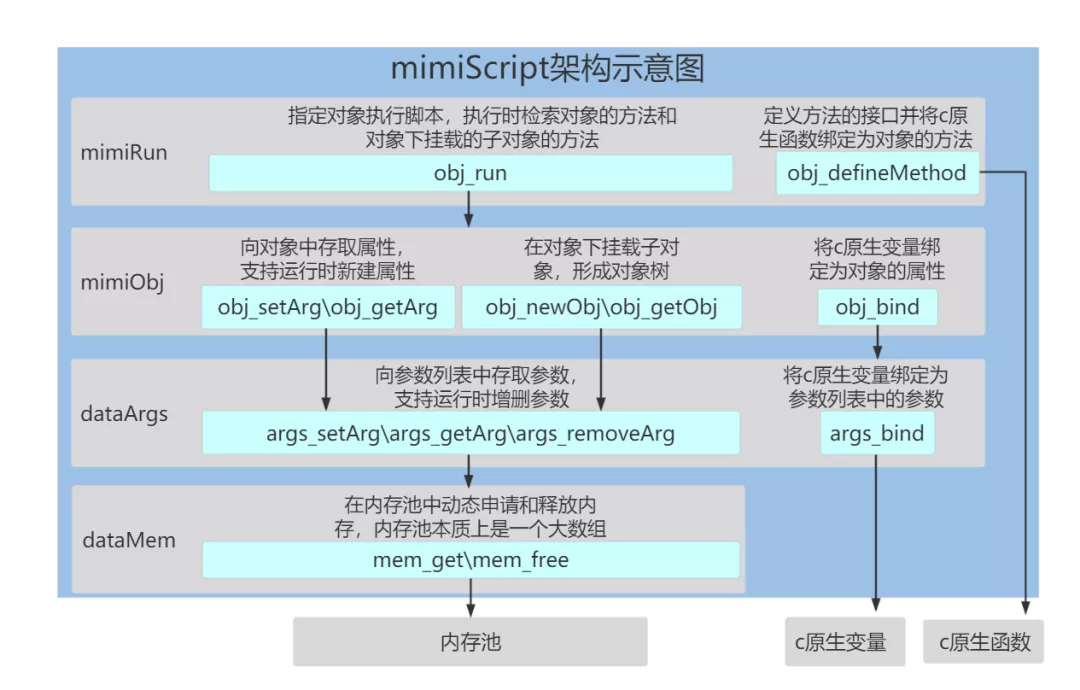 mimiScript架构示意图
mimiRun
指定对象执行脚本，执行时检索对象的方法和
对象下挂载的子对象的方法
obj_run
定义方法的接口并将c原
生函数绑定为对象的方法
obj_defineMethod
mimiObj
向对象中存取属性，
支持运行时新建属性
obj_setArg\obj_getArg
在对象下挂载子对
象，形成对象树
obj_newObj\obj_getObj
将c原生变量绑
定为对象的属性
obj_bind
dataArgs
向参数列表中存取参数，
支持运行时增删参数
args_setArg\args_getArg\args_removeArg
将c原生变量绑定为
参数列表中的参数
args_bind
dataMem
在内存池中动态申请和释放内
存，内存池本质上是一个大数组
mem_get\mem_free
内存池
c原生变量
c原生函数